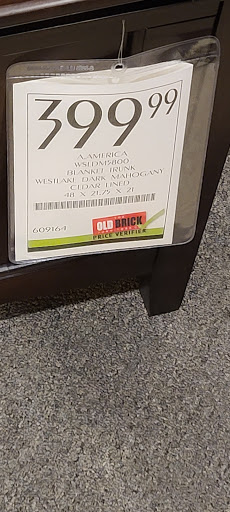 399 99
A.AMERICA
WSLDM5800
BLANKET TRUNK
WESTLAKE DARK MAHOGANY
CEDAR LINED
48 X 21.75 X 21
609164
OLD BRICK
PRICE VERIFIER